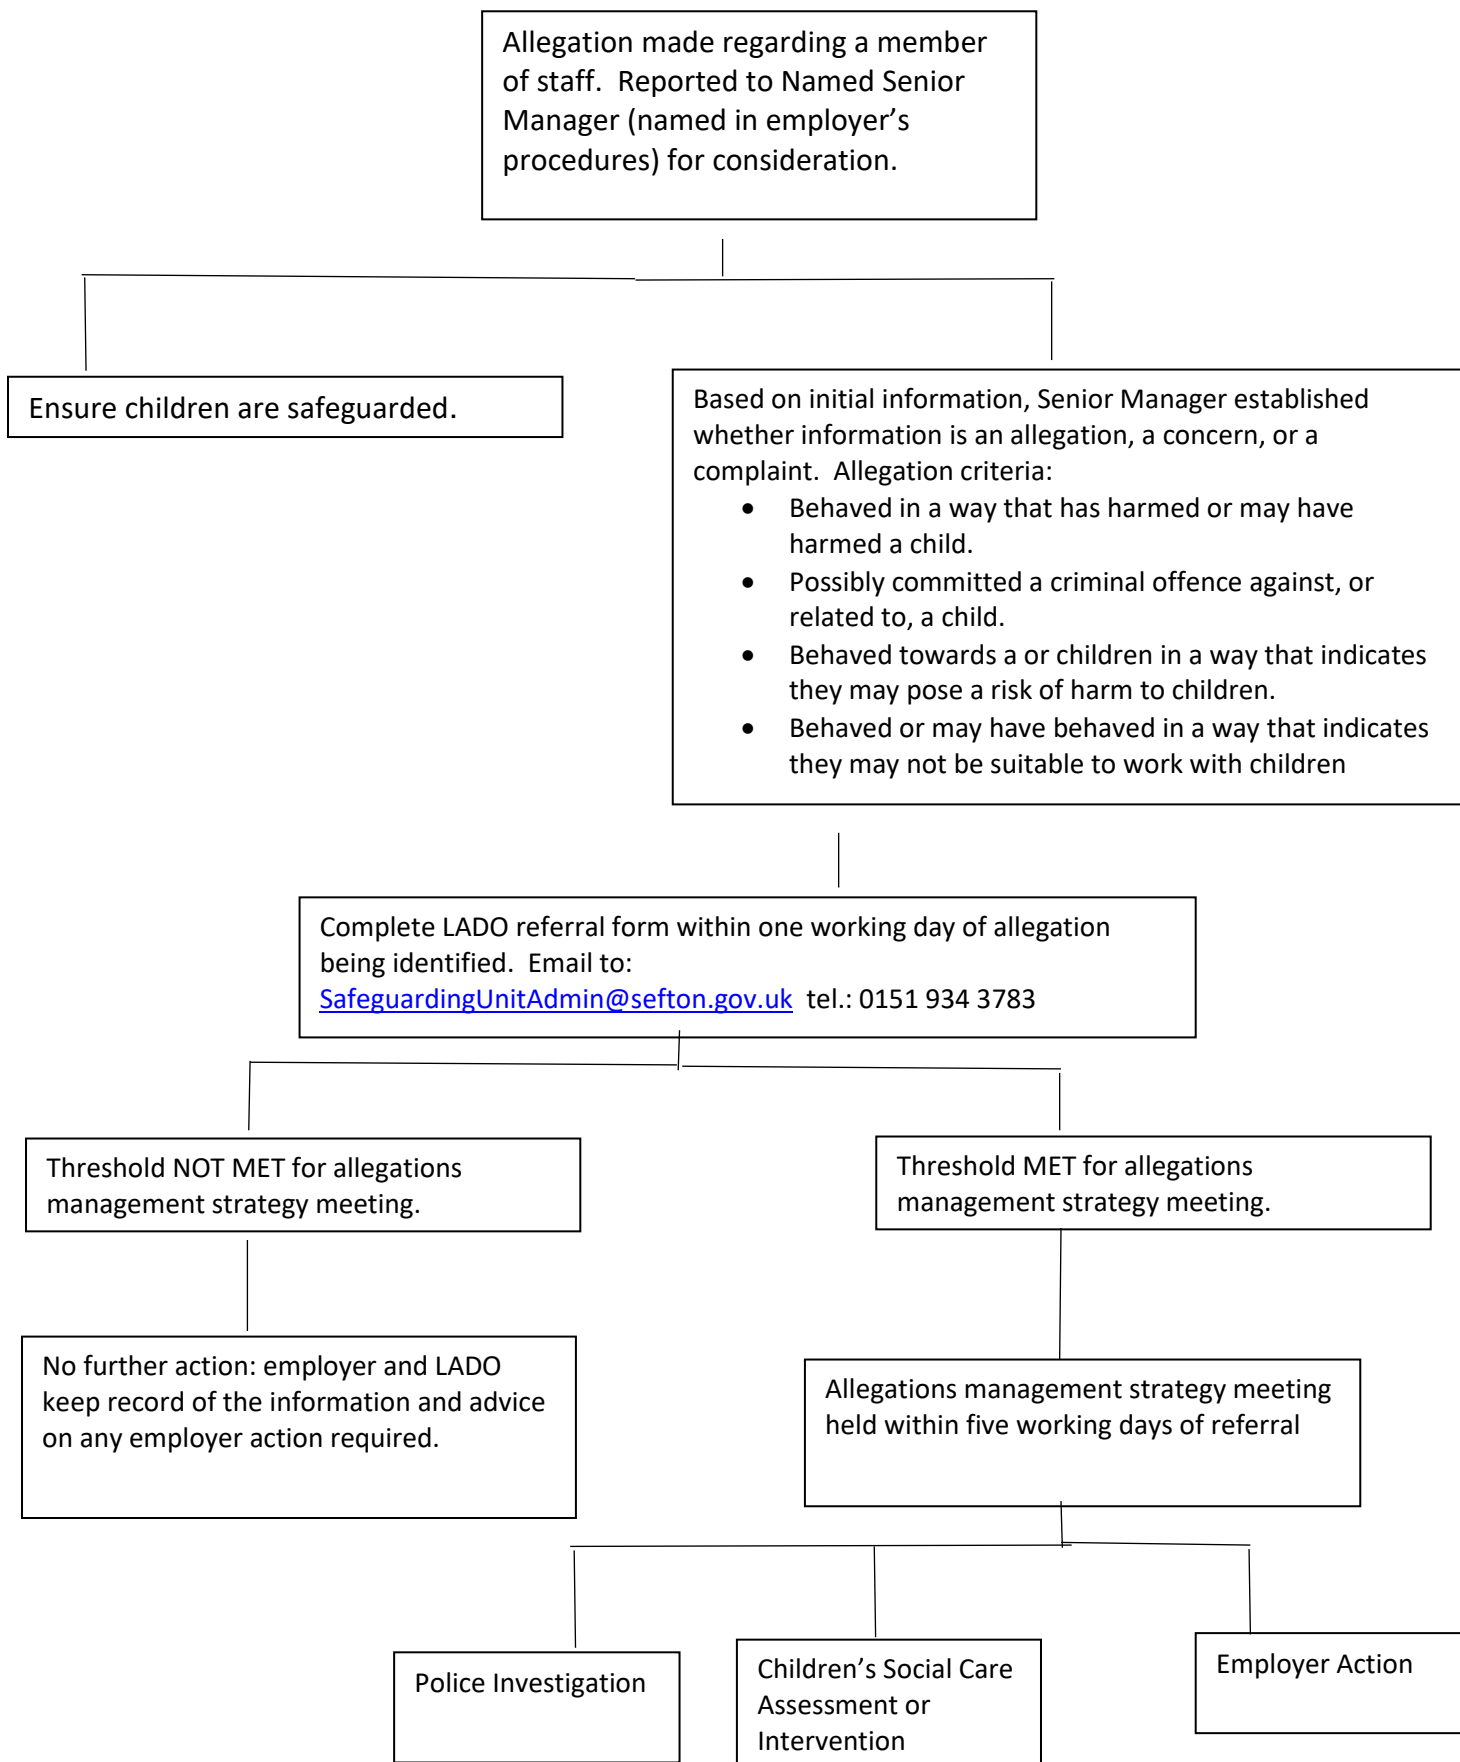 Allegation made regarding a member
of staff.  Reported to Named Senior
Manager (named in employer’s
procedures) for consideration.
Ensure children are safeguarded.
Based on initial information, Senior Manager established
whether information is an allegation, a concern, or a
complaint.  Allegation criteria:
• Behaved in a way that has harmed or may have
harmed a child.
• Possibly committed a criminal offence against, or
related to, a child.
• Behaved towards a or children in a way that indicates
they may pose a risk of harm to children.
• Behaved or may have behaved in a way that indicates
they may not be suitable to work with children
Complete LADO referral form within one working day of allegation
being identified.  Email to:
SafeguardingUnitAdmin@sefton.gov.uk  tel.: 0151 934 3783
Threshold NOT MET for allegations
management strategy meeting.
Threshold MET for allegations
management strategy meeting.
No further action: employer and LADO
keep record of the information and advice
on any employer action required.
Allegations management strategy meeting
held within five working days of referral
Police Investigation
Children’s Social Care
Assessment or
Intervention
Employer Action